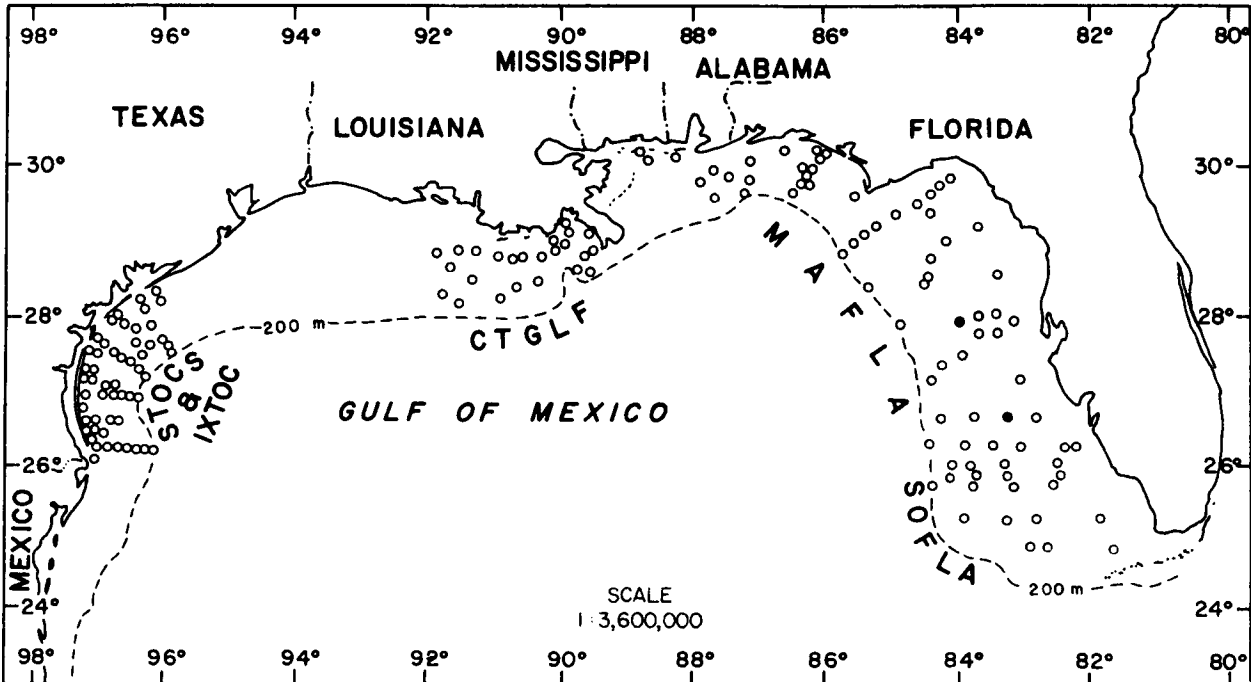 98° 96° 94° 92° 90° 88° 86° 84° 82° 80°
MISSISSIPPI
ALABAMA
TEXAS
LOUISIANA
FLORIDA
30° 30°
MAFLA
28° 200 m 28°
CTGLF
STOCS
&
IXTOC
GULF OF MEXICO
26° 26°
SOFLA
MEXICO
200 m
SCALE
1:3,600,000
24° 24°
98° 96° 94° 92° 90° 88° 86° 84° 82° 80°